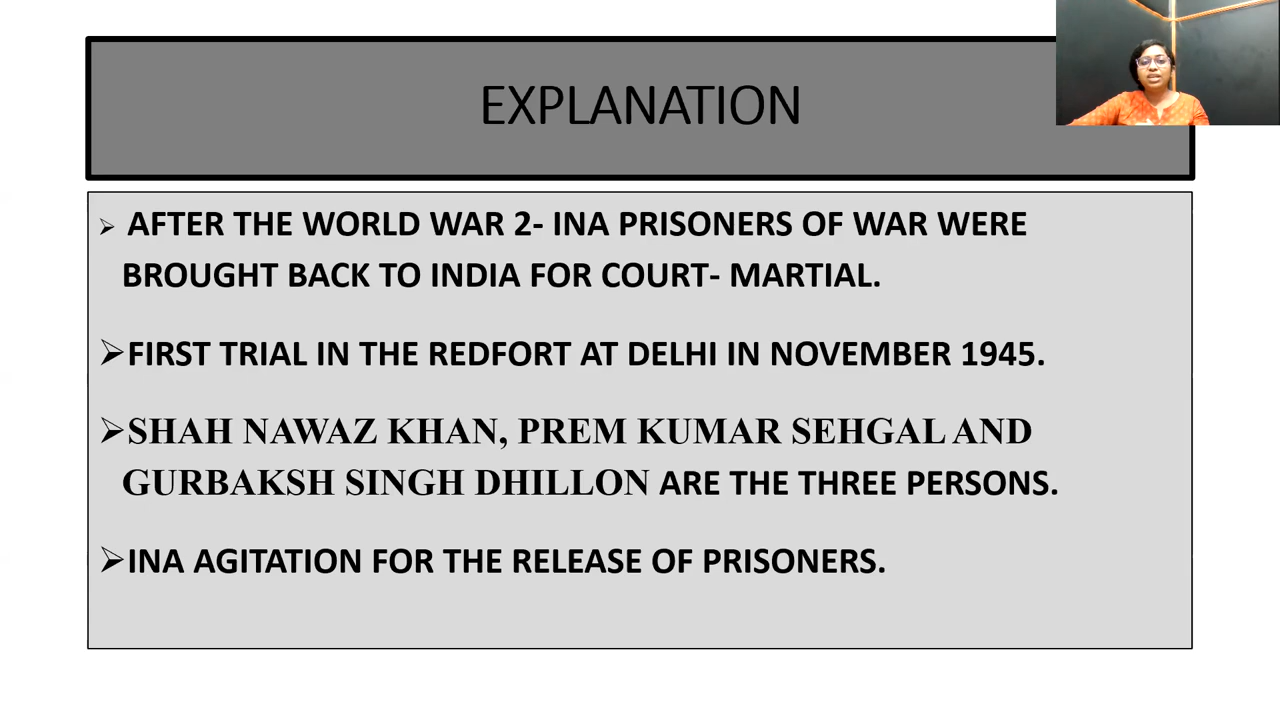 EXPLANATION
➢ AFTER THE WORLD WAR 2- INA PRISONERS OF WAR WERE
BROUGHT BACK TO INDIA FOR COURT- MARTIAL.
➢FIRST TRIAL IN THE REDFORT AT DELHI IN NOVEMBER 1945.
➢SHAH NAWAZ KHAN, PREM KUMAR SEHGAL AND
GURBAKSH SINGH DHILLON ARE THE THREE PERSONS.
➢INA AGITATION FOR THE RELEASE OF PRISONERS.